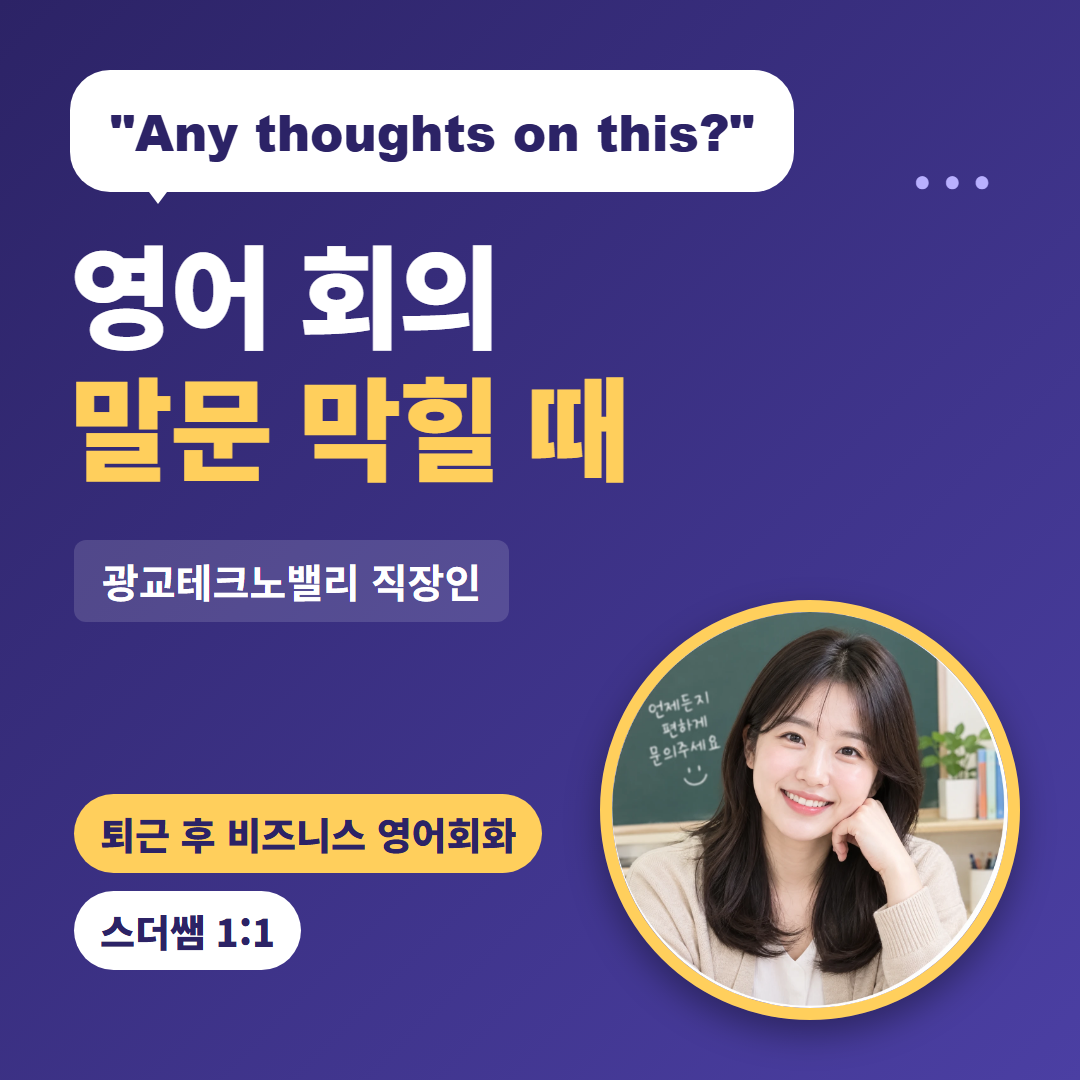 "Any thoughts on this?"
영어 회의
말문 막힐 때
광교테크노밸리 직장인
언제든지
편하게
문의주세요
퇴근 후 비즈니스 영어회화
스더쌤 1:1